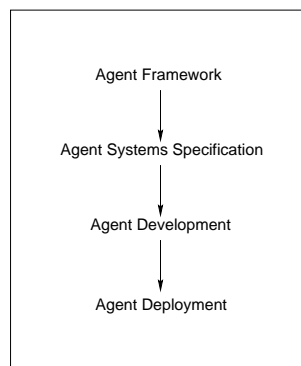 Agent Framework
Agent Systems Specification
Agent Development
Agent Deployment